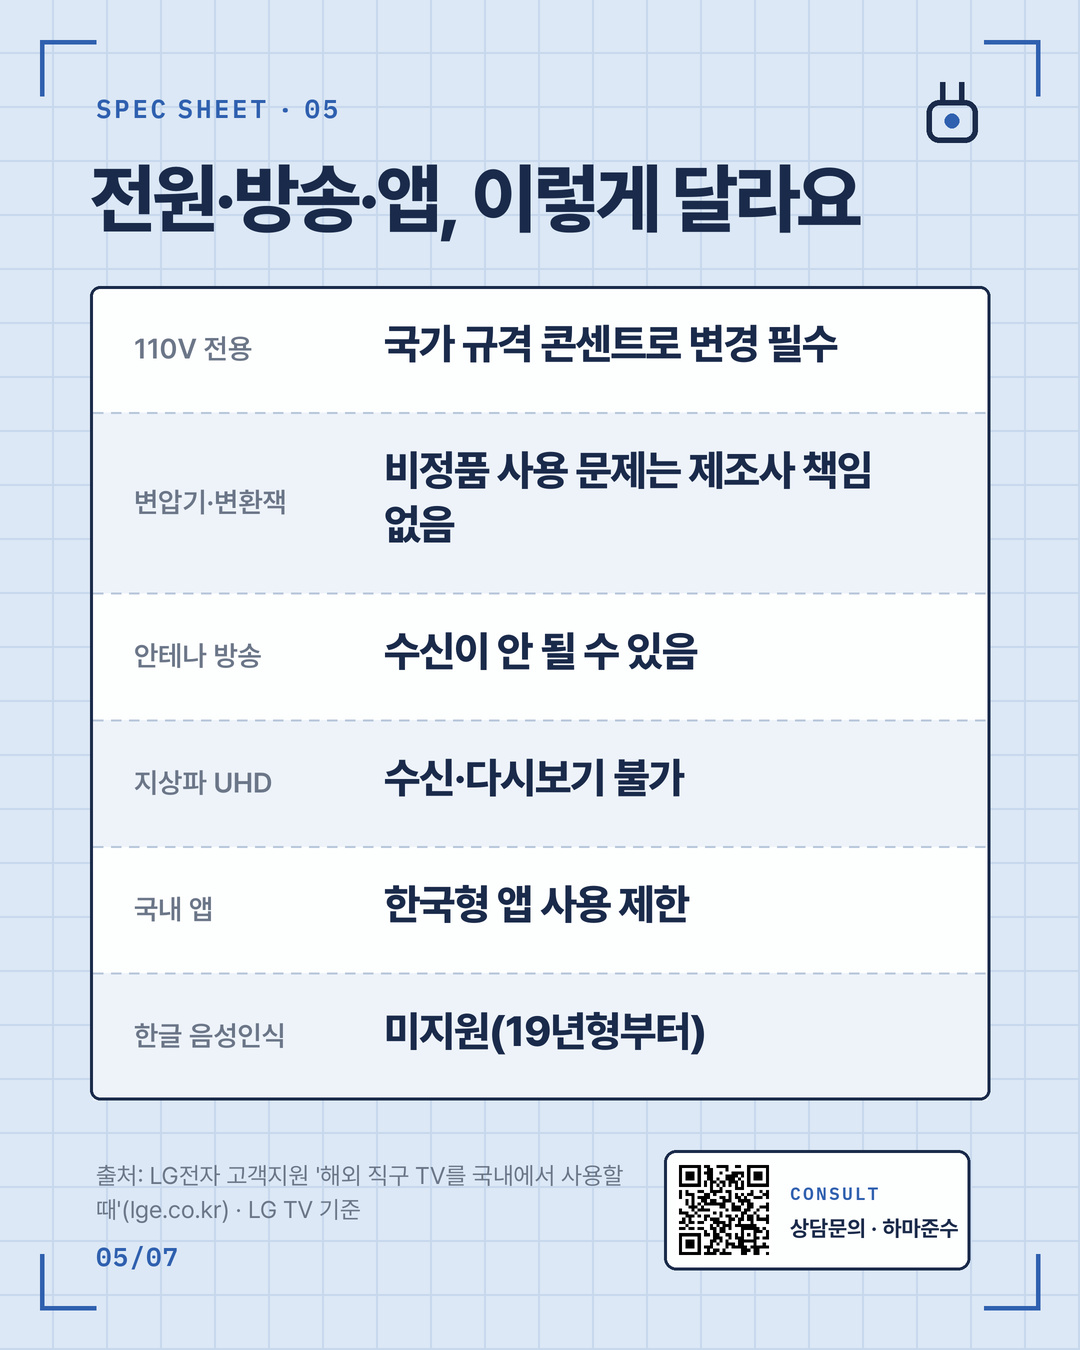 SPEC SHEET · 05
전원·방송·앱, 이렇게 달라요
110V 전용
국가 규격 콘센트로 변경 필수
변압기·변환잭
비정품 사용 문제는 제조사 책임
없음
안테나 방송
수신이 안 될 수 있음
지상파 UHD
수신·다시보기 불가
국내 앱
한국형 앱 사용 제한
한글 음성인식
미지원(19년형부터)
출처: LG전자 고객지원 '해외 직구 TV를 국내에서 사용할
때'(lge.co.kr) · LG TV 기준
05/07
CONSULT
상담문의 · 하마준수